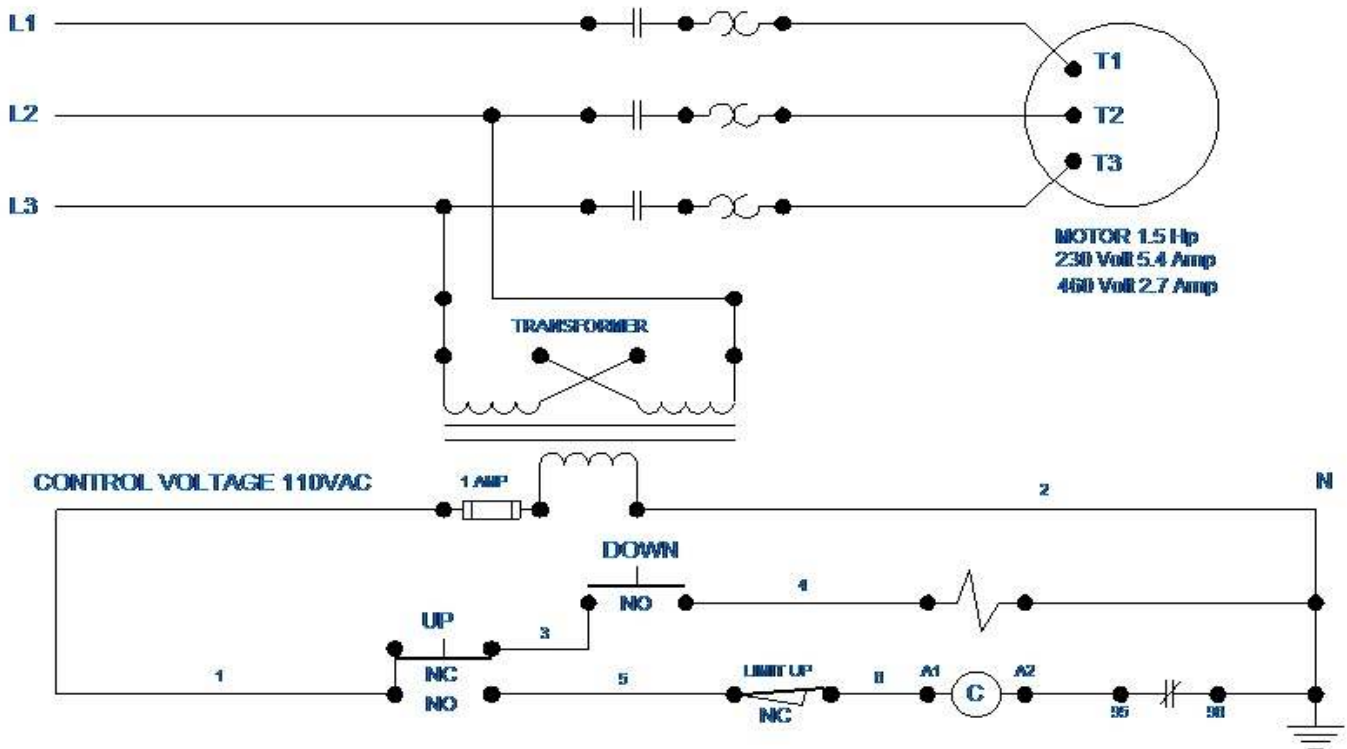 L1
T1
L2
T2
L3
T3
MOTOR 1.5 Hp
230 Volt 5.4 Amp
460 Volt 2.7 Amp
TRANSFORMER
CONTROL VOLTAGE 110VAC
1 AMP
2
N
DOWN
NO
4
UP
3
NC
1
NO
5
LIMIT UP
NC
A1
C
A2
95